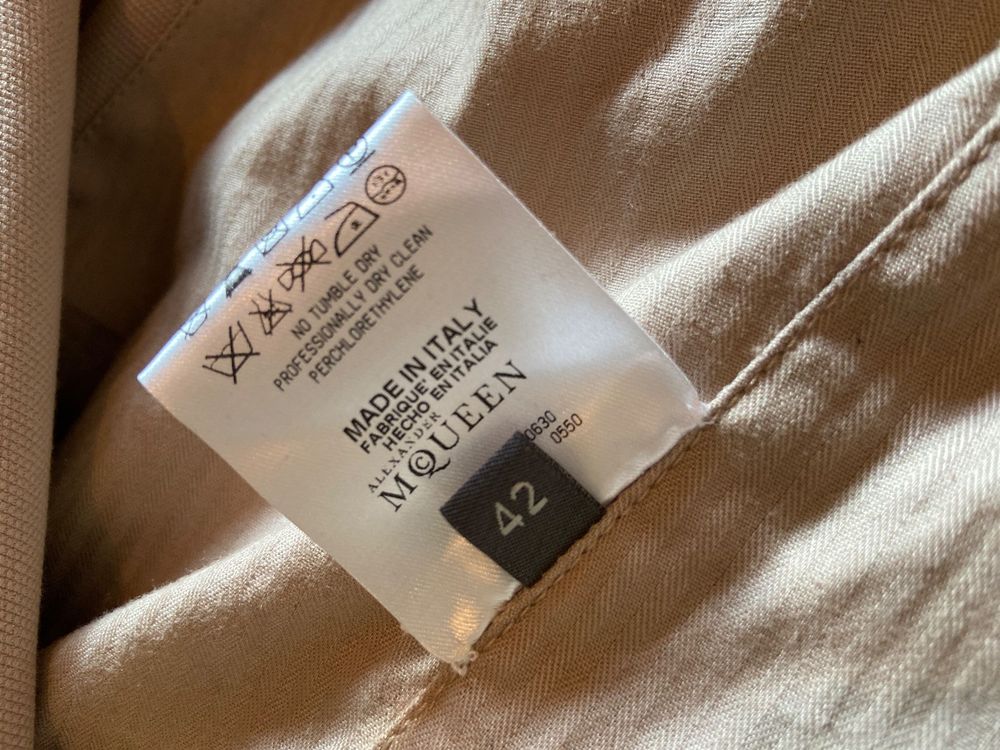 NO TUMBLE DRY
PROFESSIONALLY DRY CLEAN
PERCHLORETHYLENE
MADE IN ITALY
FABRIQUE' EN ITALIE
HECHO EN ITALIA
ALEXANDER
MCQUEEN
0630
0550
42